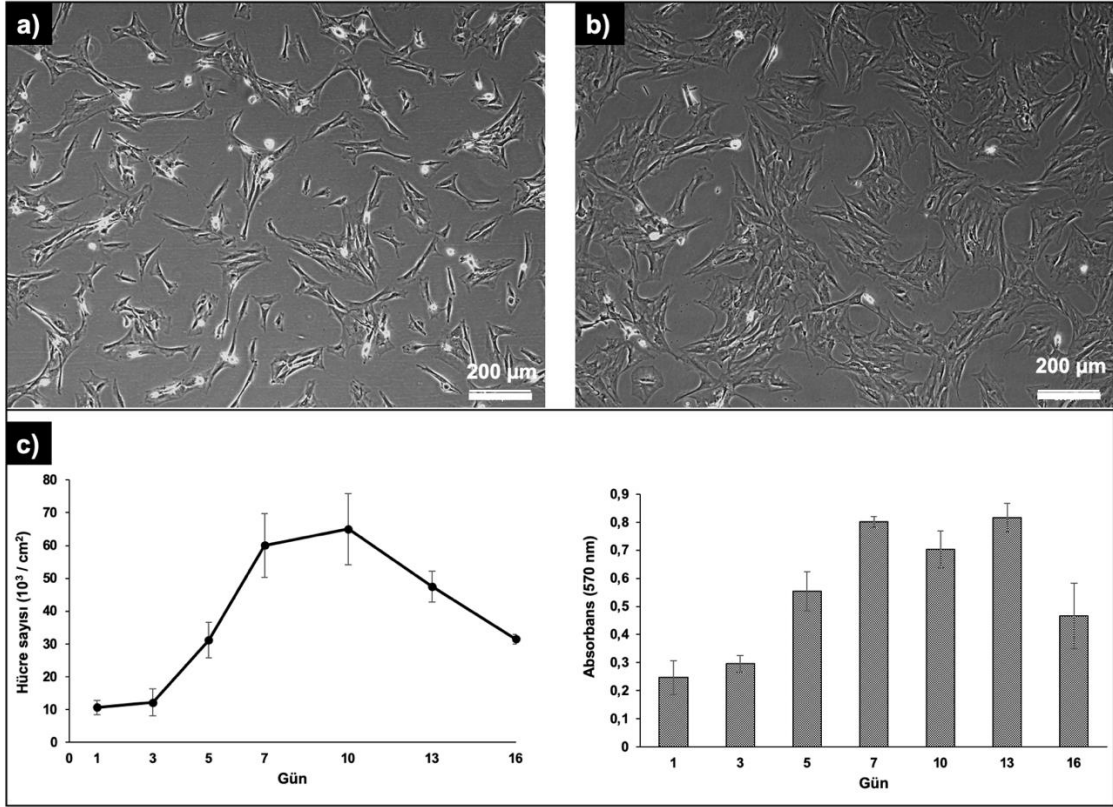 a)
b)
200 µm
200 µm
c)
Hücre sayısı (10³ / cm²)
80
70
60
50
40
30
20
10
0
0 1 3 5 7 10 13 16
Gün
Absorbans (570 nm)
0,9
0,8
0,7
0,6
0,5
0,4
0,3
0,2
0,1
0
1 3 5 7 10 13 16
Gün